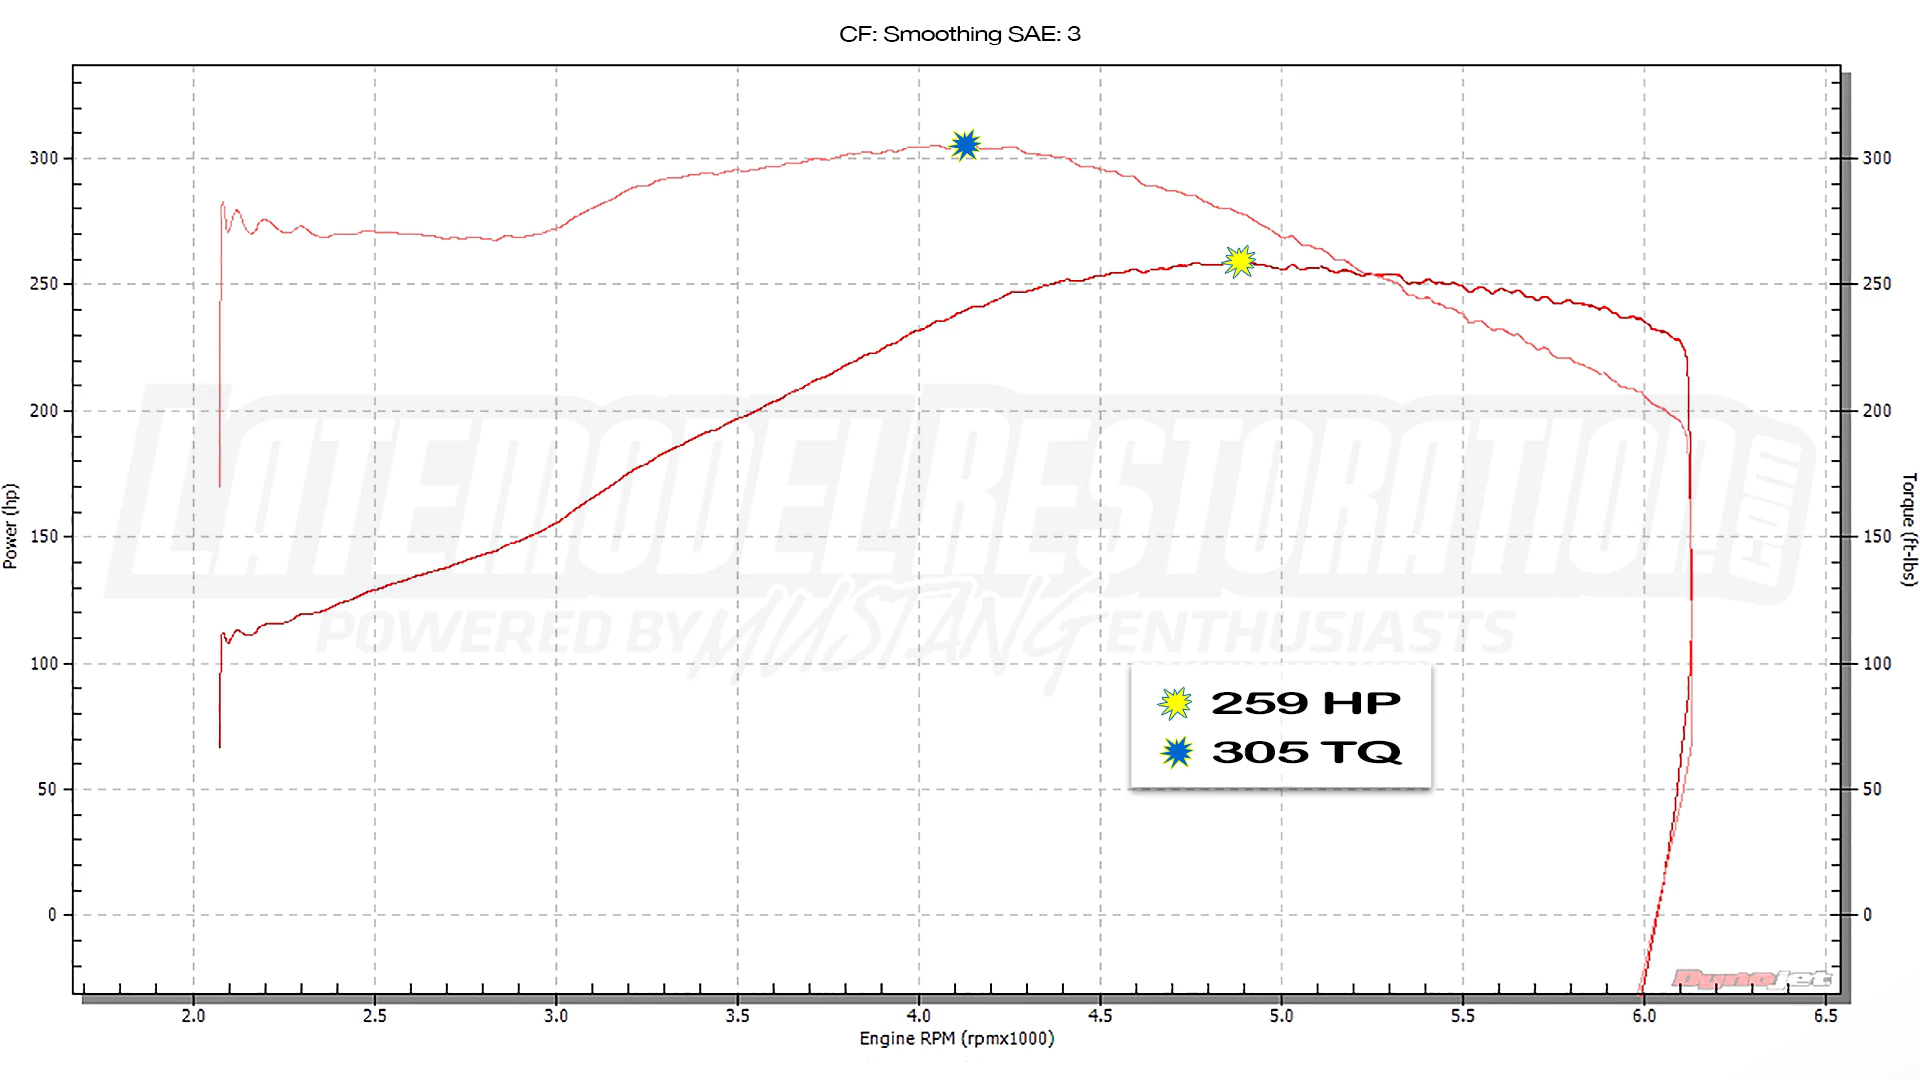 CF: Smoothing SAE: 3
300
250
200
150
100
50
0
Power (hp)
300
250
200
150
100
50
0
Torque (ft-lbs)
LATEMODELRESTORATION.COM
POWERED BY MUSTANG ENTHUSIASTS
259 HP
305 TQ
Dynojet
2.0 2.5 3.0 3.5 4.0 4.5 5.0 5.5 6.0 6.5
Engine RPM (rpmx1000)